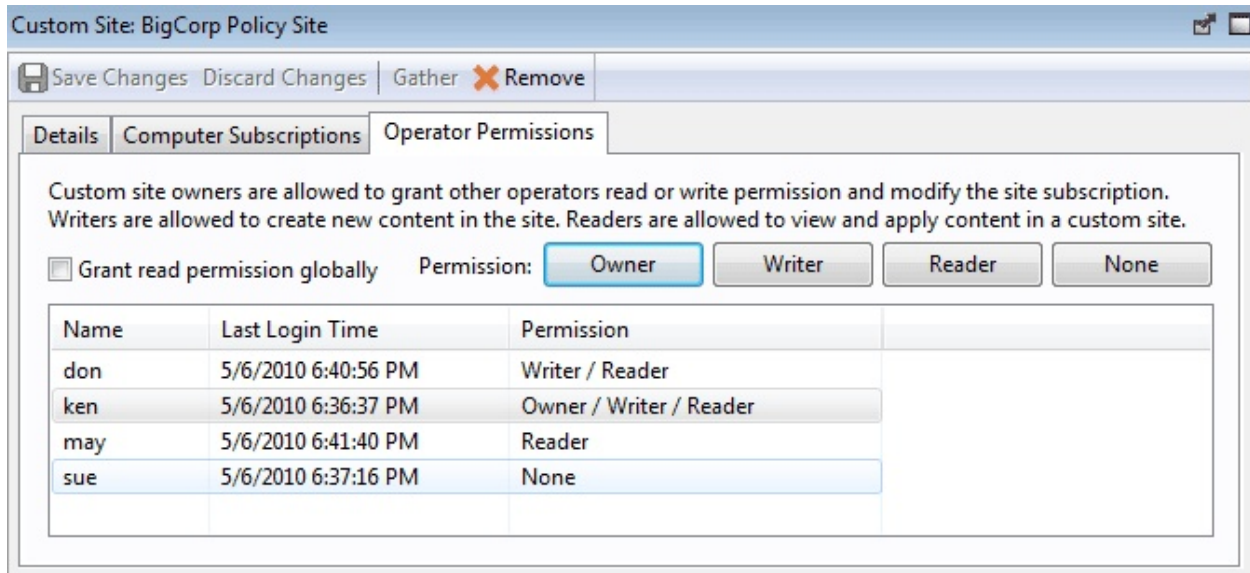 Custom Site: BigCorp Policy Site
Save Changes Discard Changes Gather Remove
Details Computer Subscriptions Operator Permissions
Custom site owners are allowed to grant other operators read or write permission and modify the site subscription.
Writers are allowed to create new content in the site. Readers are allowed to view and apply content in a custom site.
Grant read permission globally Permission: Owner Writer Reader None
Name Last Login Time Permission
don 5/6/2010 6:40:56 PM Writer / Reader
ken 5/6/2010 6:36:37 PM Owner / Writer / Reader
may 5/6/2010 6:41:40 PM Reader
sue 5/6/2010 6:37:16 PM None